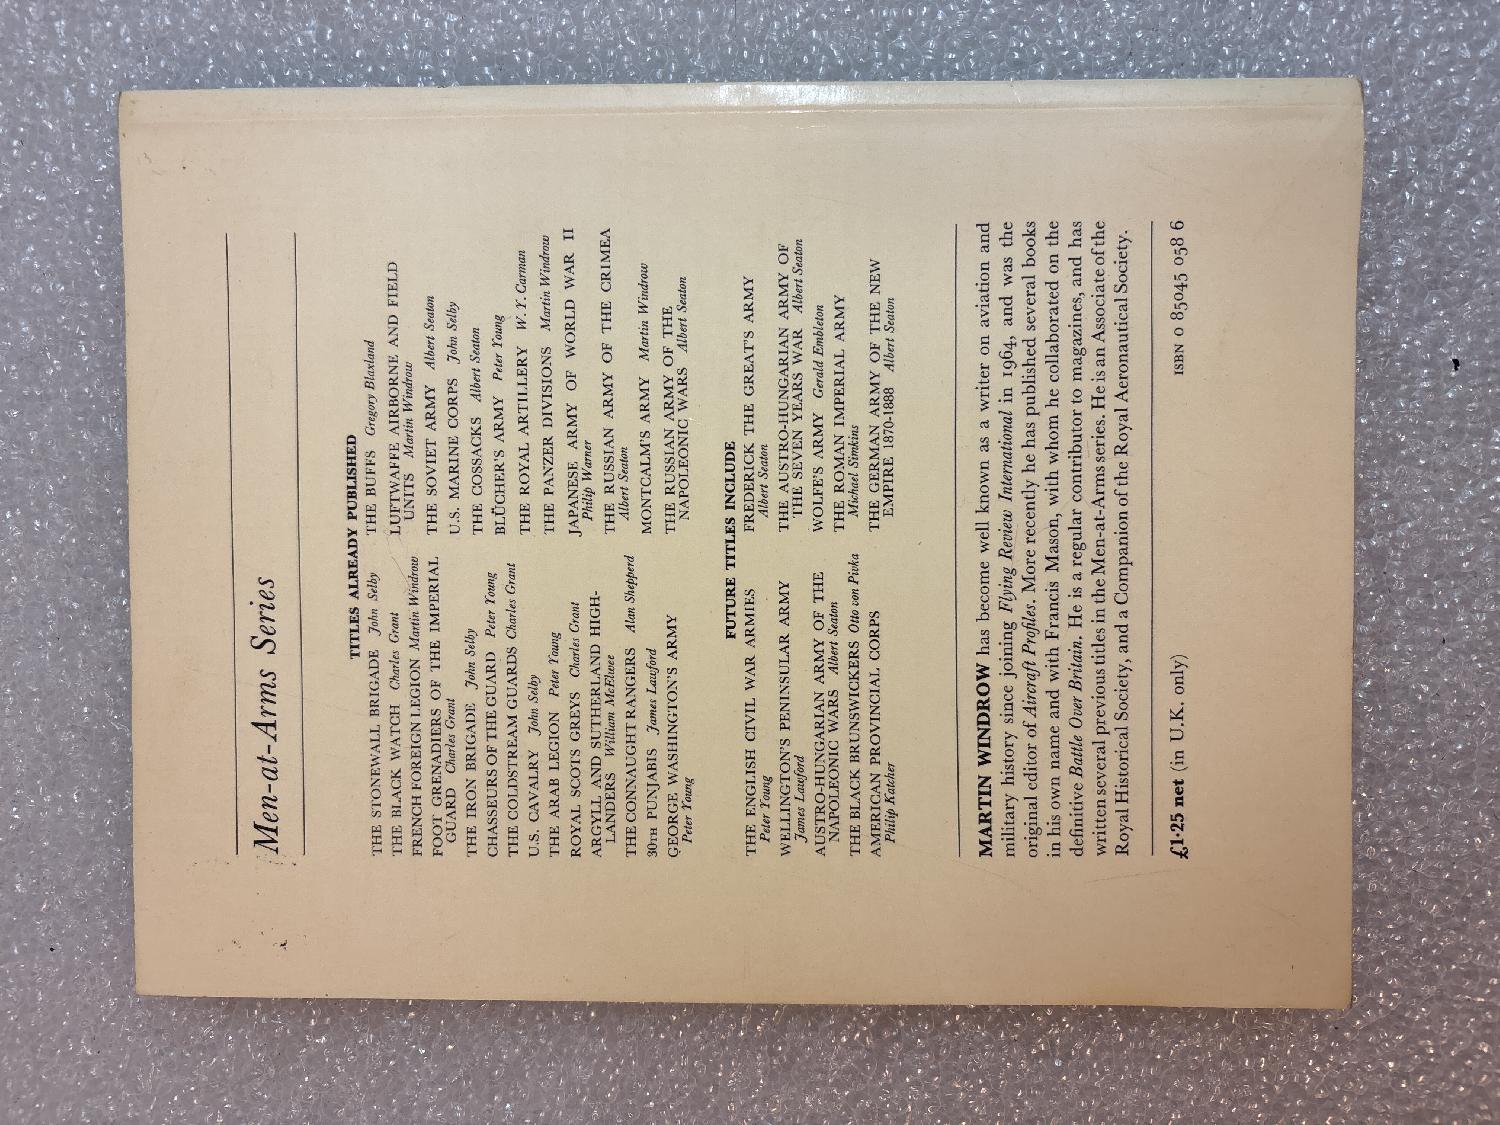 Men-at-Arms Series
TITLES ALREADY PUBLISHED
THE STONEWALL BRIGADE John Selby
THE BLACK WATCH Charles Grant
FRENCH FOREIGN LEGION Martin Windrow
FOOT GRENADIERS OF THE IMPERIAL
GUARD Charles Grant
THE IRON BRIGADE John Selby
CHASSEURS OF THE GUARD Peter Young
THE COLDSTREAM GUARDS Charles Grant
U.S. CAVALRY John Selby
THE ARAB LEGION Peter Young
ROYAL SCOTS GREYS Charles Grant
ARGYLL AND SUTHERLAND HIGH-
LANDERS William McElwee
THE CONNAUGHT RANGERS Alan Shepperd
30TH PUNJABIS James Lawford
GEORGE WASHINGTON'S ARMY
Peter Young
THE BUFFS Gregory Blaxland
LUFTWAFFE AIRBORNE AND FIELD
UNITS Martin Windrow
THE SOVIET ARMY Albert Seaton
U.S. MARINE CORPS John Selby
THE COSSACKS Albert Seaton
BLÜCHER'S ARMY Peter Young
THE ROYAL ARTILLERY W. Y. Carman
THE PANZER DIVISIONS Martin Windrow
JAPANESE ARMY OF WORLD WAR II
Philip Warner
THE RUSSIAN ARMY OF THE CRIMEA
Albert Seaton
MONTCALM'S ARMY Martin Windrow
THE RUSSIAN ARMY OF THE
NAPOLEONIC WARS Albert Seaton
FUTURE TITLES INCLUDE
THE ENGLISH CIVIL WAR ARMIES
Peter Young
WELLINGTON'S PENINSULAR ARMY
James Lawford
AUSTRO-HUNGARIAN ARMY OF THE
NAPOLEONIC WARS Albert Seaton
THE BLACK BRUNSWICKERS Otto von Pivka
AMERICAN PROVINCIAL CORPS
Philip Katcher
FREDERICK THE GREAT'S ARMY
Albert Seaton
THE AUSTRO-HUNGARIAN ARMY OF
THE SEVEN YEARS WAR Albert Seaton
WOLFE'S ARMY Gerald Embleton
THE ROMAN IMPERIAL ARMY
Michael Simkins
THE GERMAN ARMY OF THE NEW
EMPIRE 1870-1888 Albert Seaton
MARTIN WINDROW has become well known as a writer on aviation and
military history since joining Flying Review International in 1964, and was the
original editor of Aircraft Profiles. More recently he has published several books
in his own name and with Francis Mason, with whom he collaborated on the
definitive Battle Over Britain. He is a regular contributor to magazines, and has
written several previous titles in the Men-at-Arms series. He is an Associate of the
Royal Historical Society, and a Companion of the Royal Aeronautical Society.
£1·25 net (in U.K. only) ISBN 0 85045 058 6